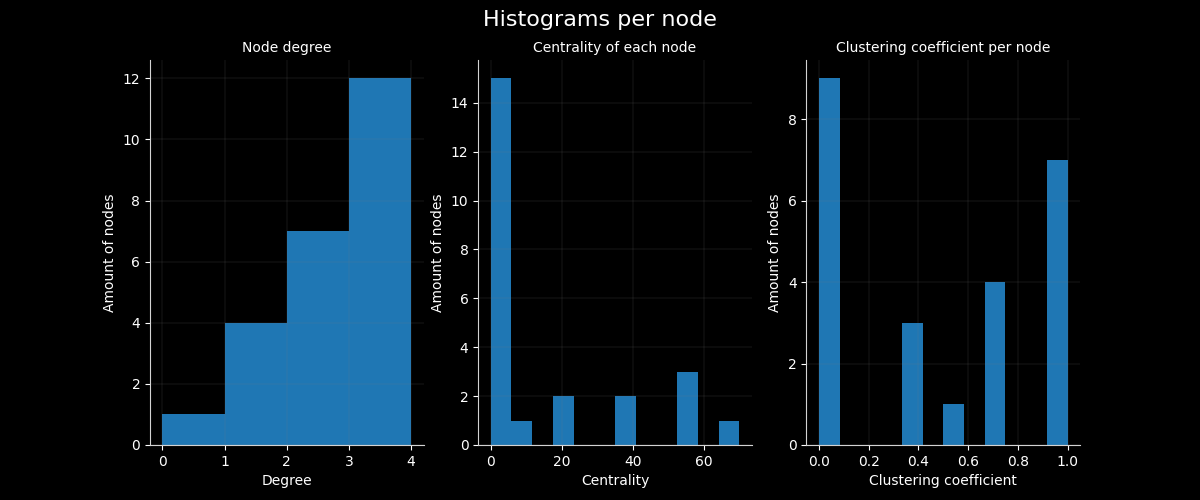 Histograms per node
Node degree
12
10
8
6
4
2
0
Amount of nodes
0 1 2 3 4
Degree
Centrality of each node
14
12
10
8
6
4
2
0
Amount of nodes
0 20 40 60
Centrality
Clustering coefficient per node
8
6
4
2
0
Amount of nodes
0.0 0.2 0.4 0.6 0.8 1.0
Clustering coefficient